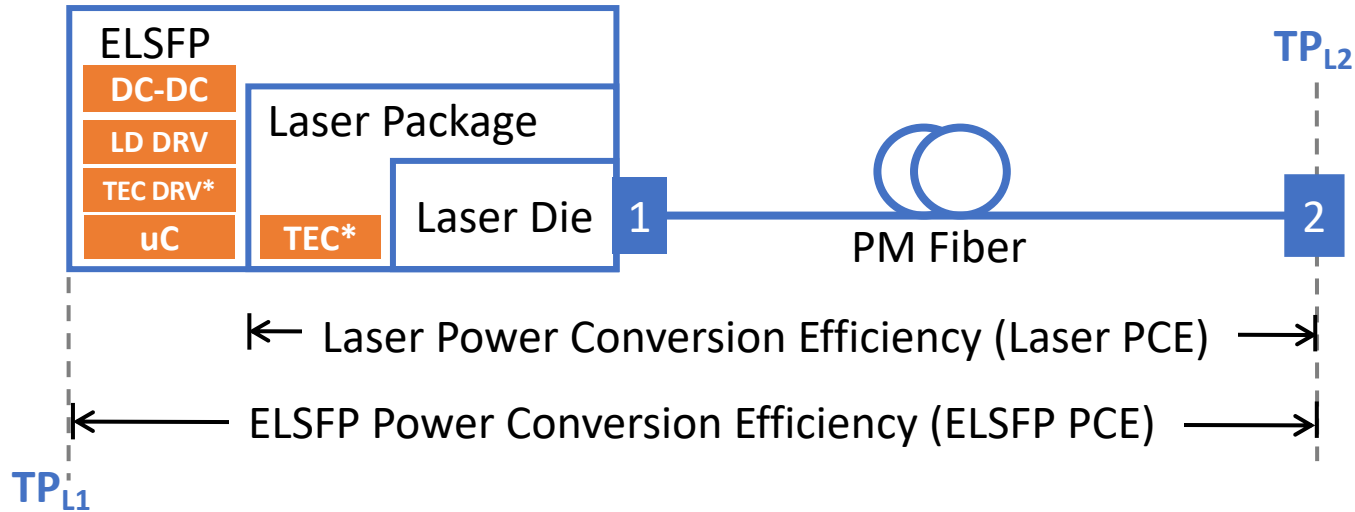 ELSFP
TP_L2
DC-DC
Laser Package
LD DRV
TEC DRV*
Laser Die
1
2
uC
TEC*
PM Fiber
Laser Power Conversion Efficiency (Laser PCE)
ELSFP Power Conversion Efficiency (ELSFP PCE)
TP_L1